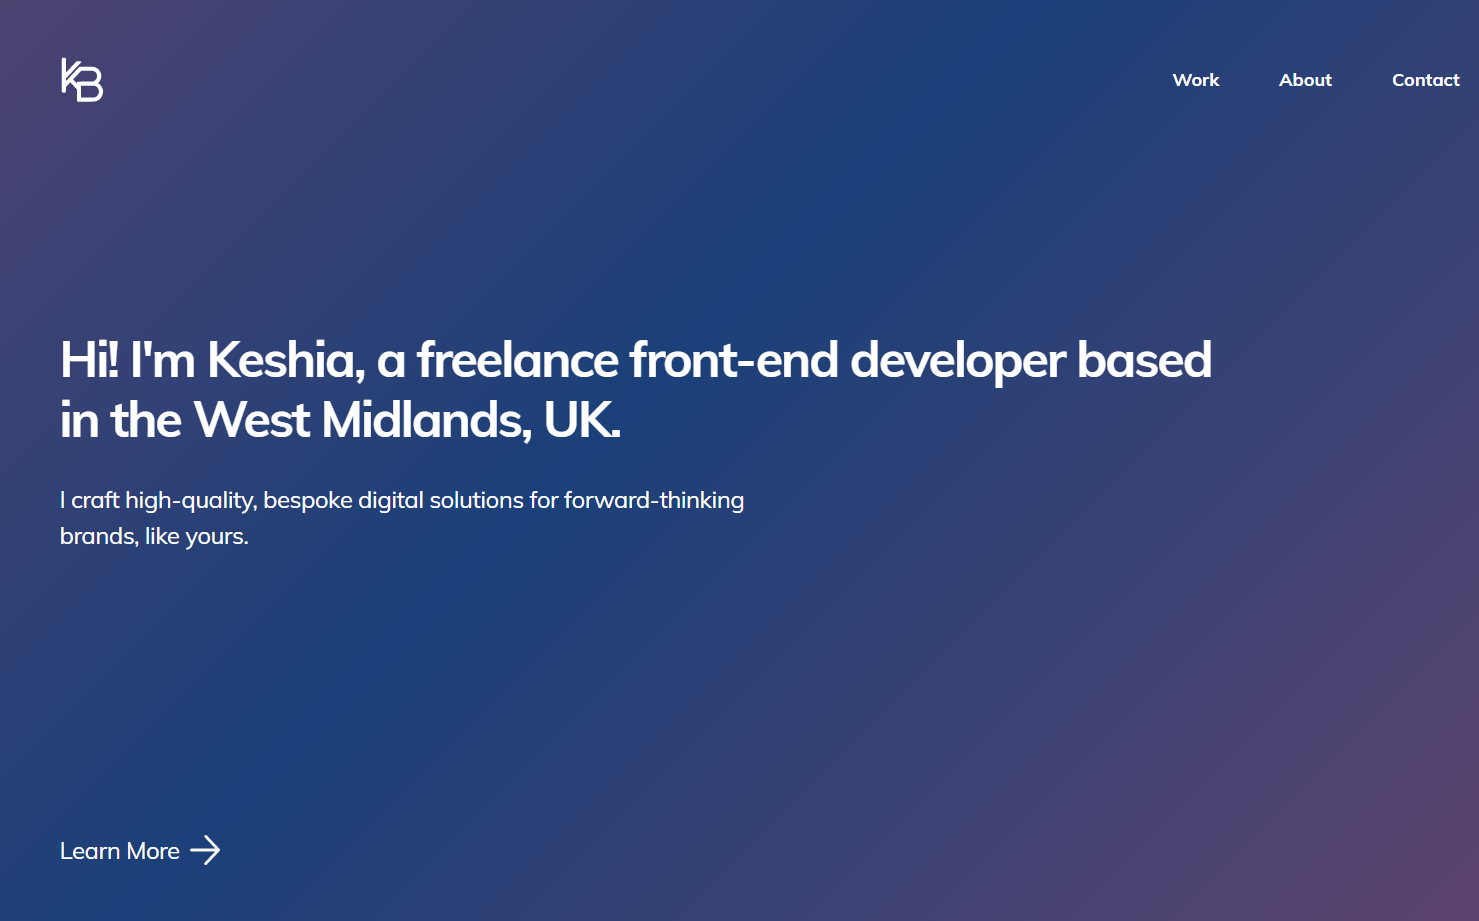 KB
Work About Contact
Hi! I'm Keshia, a freelance front-end developer based
in the West Midlands, UK.
I craft high-quality, bespoke digital solutions for forward-thinking
brands, like yours.
Learn More